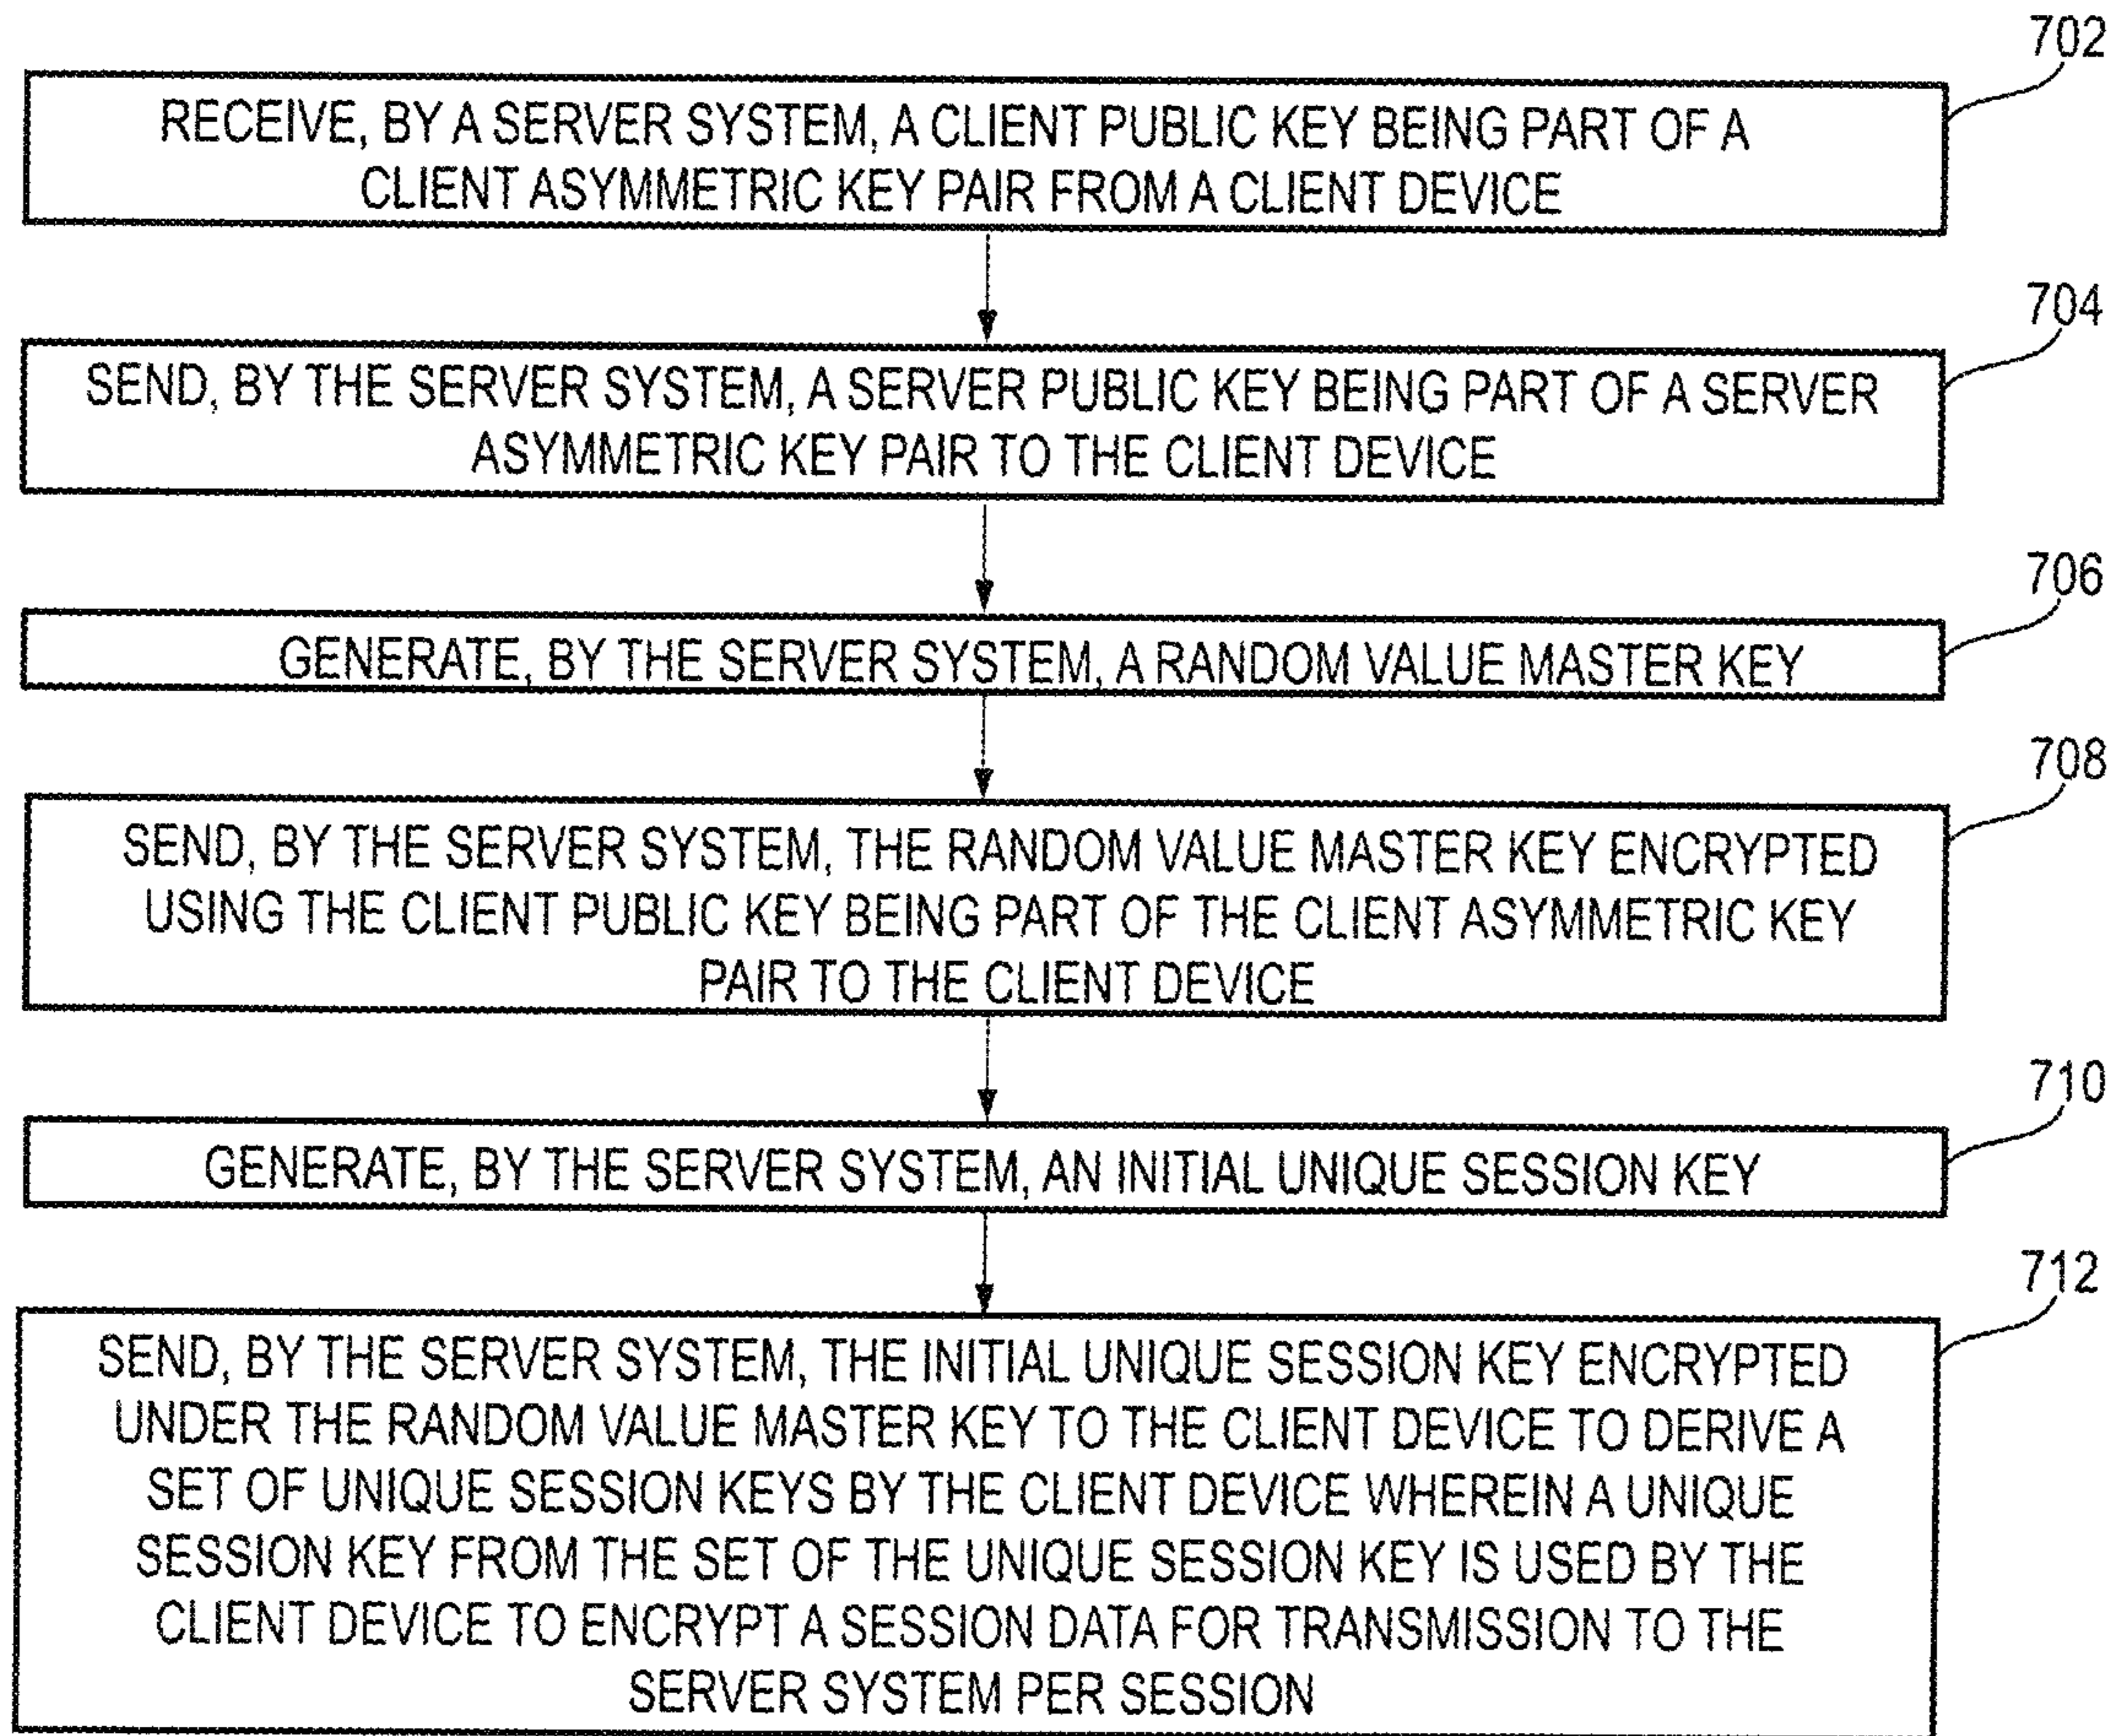 702
RECEIVE, BY A SERVER SYSTEM, A CLIENT PUBLIC KEY BEING PART OF A
CLIENT ASYMMETRIC KEY PAIR FROM A CLIENT DEVICE
704
SEND, BY THE SERVER SYSTEM, A SERVER PUBLIC KEY BEING PART OF A SERVER
ASYMMETRIC KEY PAIR TO THE CLIENT DEVICE
706
GENERATE, BY THE SERVER SYSTEM, A RANDOM VALUE MASTER KEY
708
SEND, BY THE SERVER SYSTEM, THE RANDOM VALUE MASTER KEY ENCRYPTED
USING THE CLIENT PUBLIC KEY BEING PART OF THE CLIENT ASYMMETRIC KEY
PAIR TO THE CLIENT DEVICE
710
GENERATE, BY THE SERVER SYSTEM, AN INITIAL UNIQUE SESSION KEY
712
SEND, BY THE SERVER SYSTEM, THE INITIAL UNIQUE SESSION KEY ENCRYPTED
UNDER THE RANDOM VALUE MASTER KEY TO THE CLIENT DEVICE TO DERIVE A
SET OF UNIQUE SESSION KEYS BY THE CLIENT DEVICE WHEREIN A UNIQUE
SESSION KEY FROM THE SET OF THE UNIQUE SESSION KEY IS USED BY THE
CLIENT DEVICE TO ENCRYPT A SESSION DATA FOR TRANSMISSION TO THE
SERVER SYSTEM PER SESSION